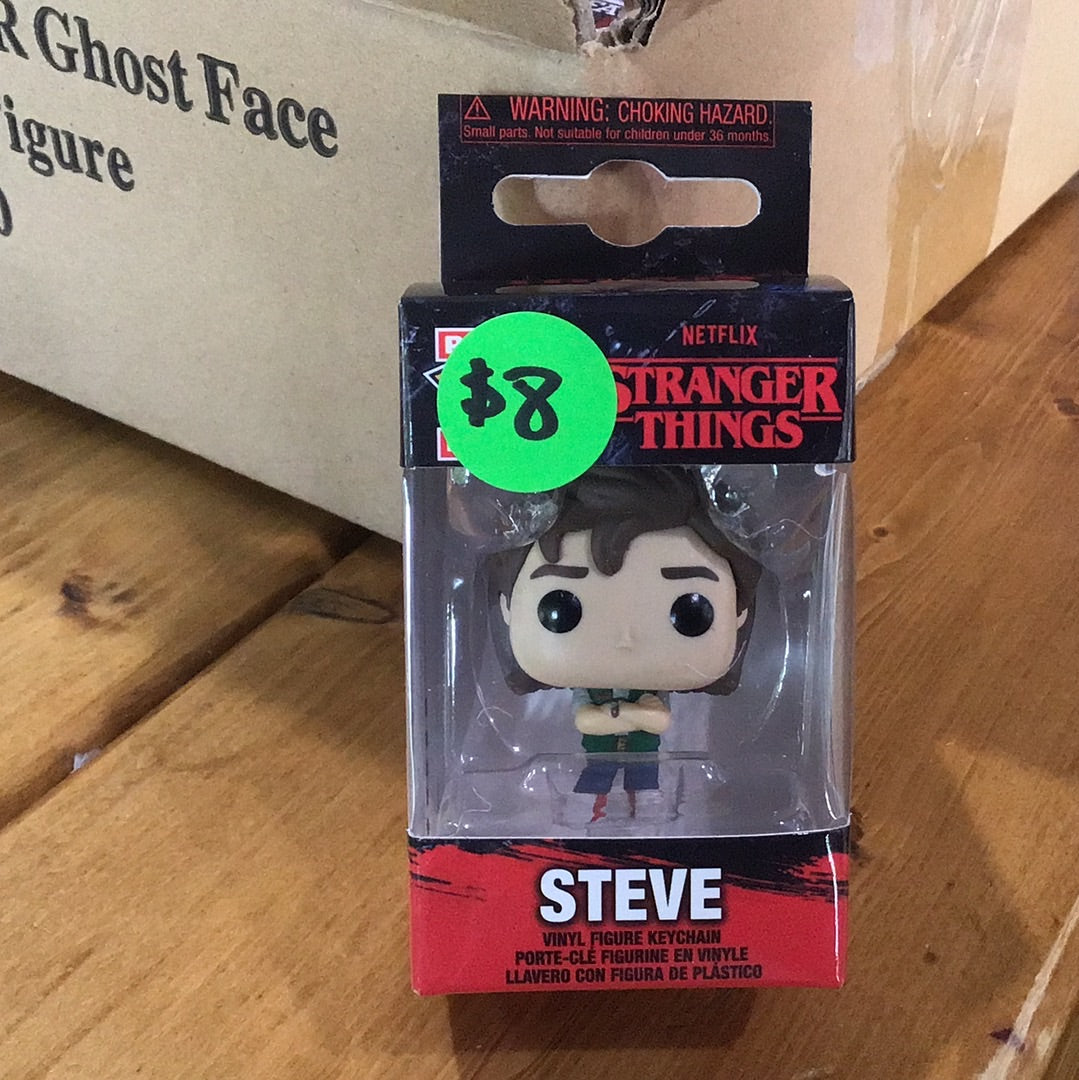 R Ghost Face
igure
WARNING: CHOKING HAZARD.
Small parts. Not suitable for children under 36 months.
$8
NETFLIX
STRANGER
THINGS
STEVE
VINYL FIGURE KEYCHAIN
PORTE-CLÉ FIGURINE EN VINYLE
LLAVERO CON FIGURA DE PLÁSTICO